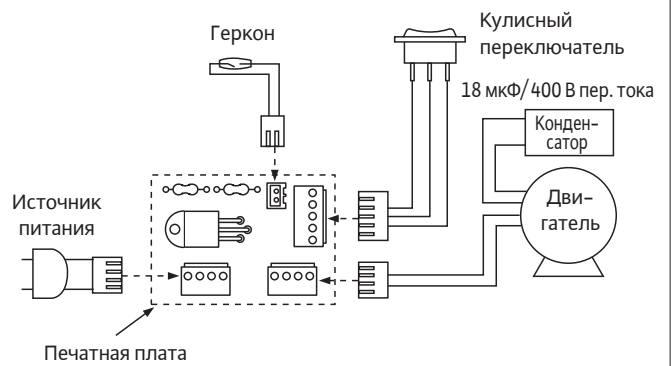 Геркон
Кулисный
переключатель
18 мкФ/400 В пер. тока
Конден-
сатор
Дви-
гатель
Источник
питания
Печатная плата